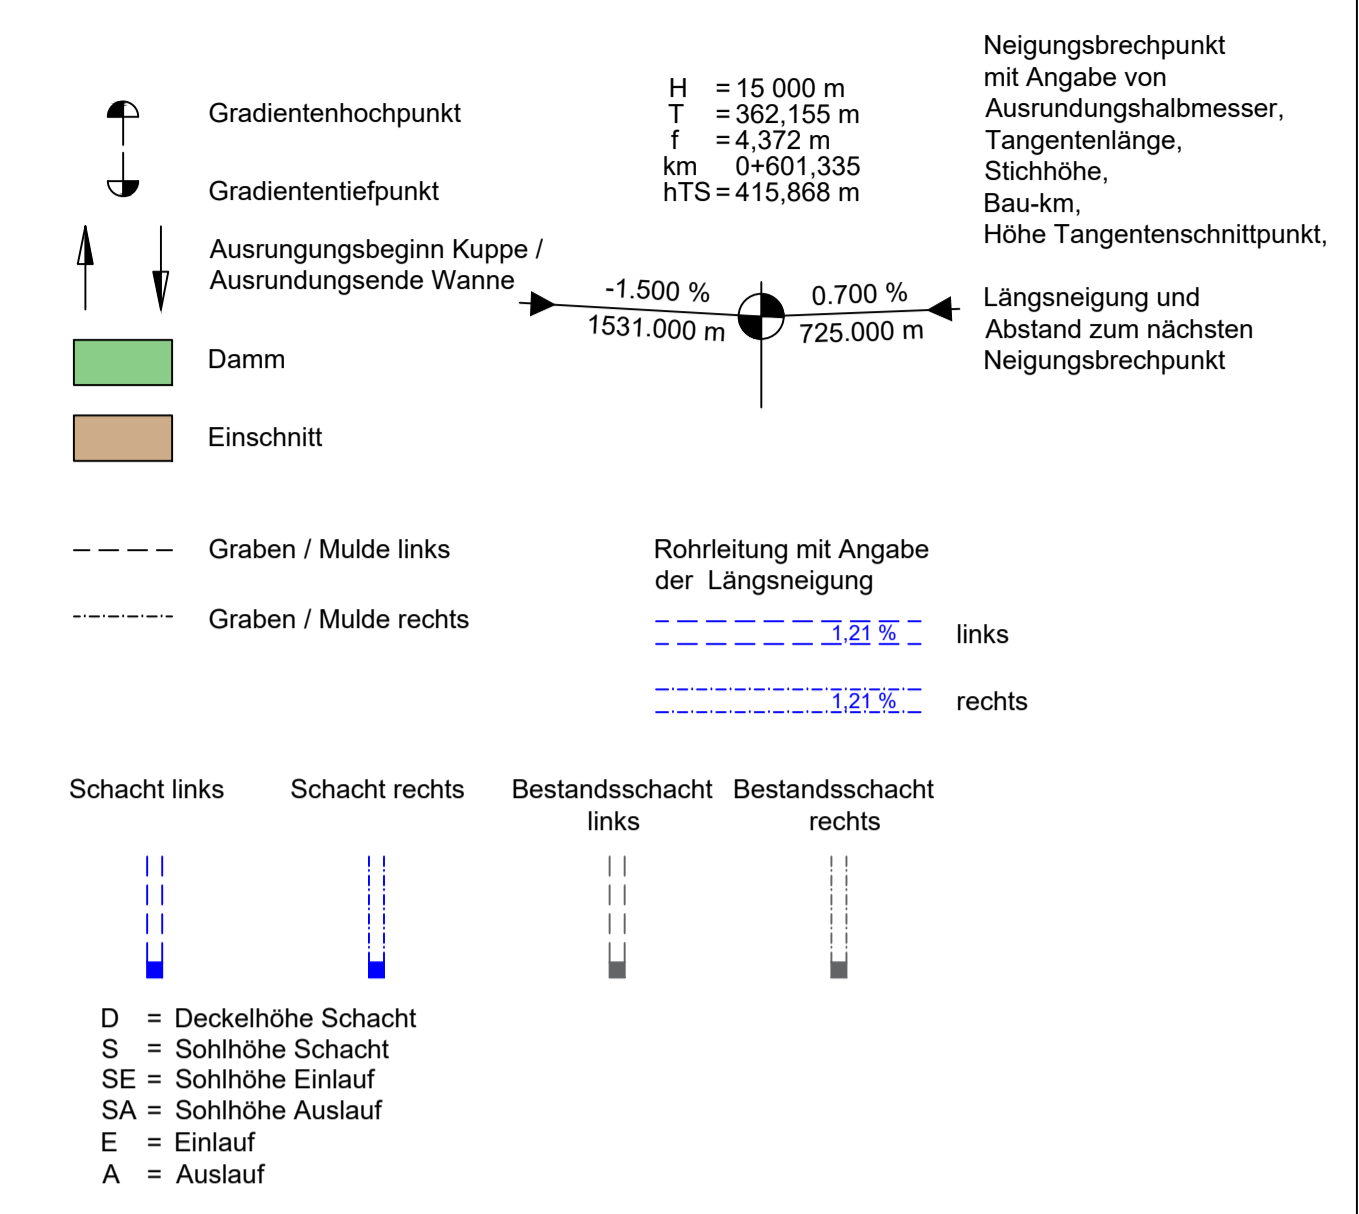 Gradientenhochpunkt
Gradiententiefpunkt
Ausrungungsbeginn Kuppe /
Ausrundungsende Wanne
Damm
Einschnitt
H = 15 000 m
T = 362,155 m
f = 4,372 m
km 0+601,335
hTS = 415,868 m
-1.500 %
1531.000 m
0.700 %
725.000 m
Neigungsbrechpunkt
mit Angabe von
Ausrundungshalbmesser,
Tangentenlänge,
Stichhöhe,
Bau-km,
Höhe Tangentenschnittpunkt,
Längsneigung und
Abstand zum nächsten
Neigungsbrechpunkt
Graben / Mulde links
Graben / Mulde rechts
Rohrleitung mit Angabe
der Längsneigung
1,21 %
links
1,21 %
rechts
Schacht links
Schacht rechts
Bestandsschacht
links
Bestandsschacht
rechts
D = Deckelhöhe Schacht
S = Sohlhöhe Schacht
SE = Sohlhöhe Einlauf
SA = Sohlhöhe Auslauf
E = Einlauf
A = Auslauf